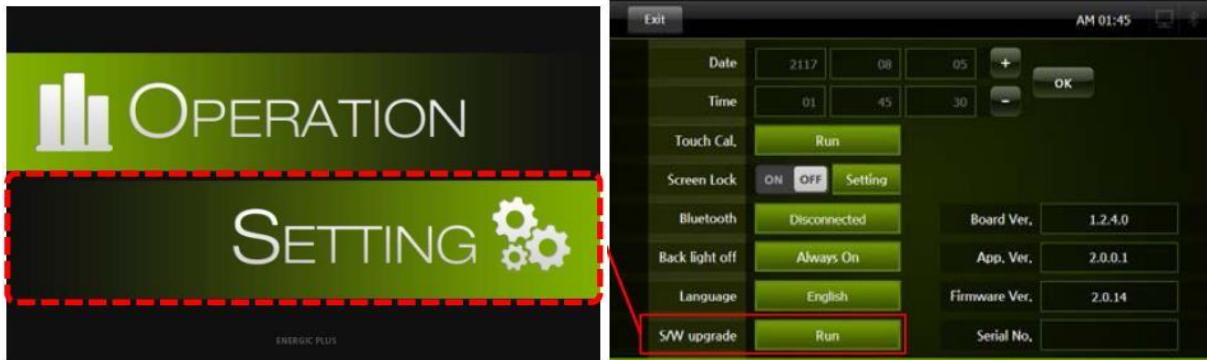 OPERATION
SETTING
ENERGIC PLUS
Exit AM 01:45
Date 2117 08 05 +
OK
Time 01 45 30 -
Touch Cal. Run
Screen Lock ON OFF Setting
Bluetooth Disconnected Board Ver. 1.2.4.0
Back light off Always On App. Ver. 2.0.0.1
Language English Firmware Ver. 2.0.14
S/W upgrade Run Serial No.